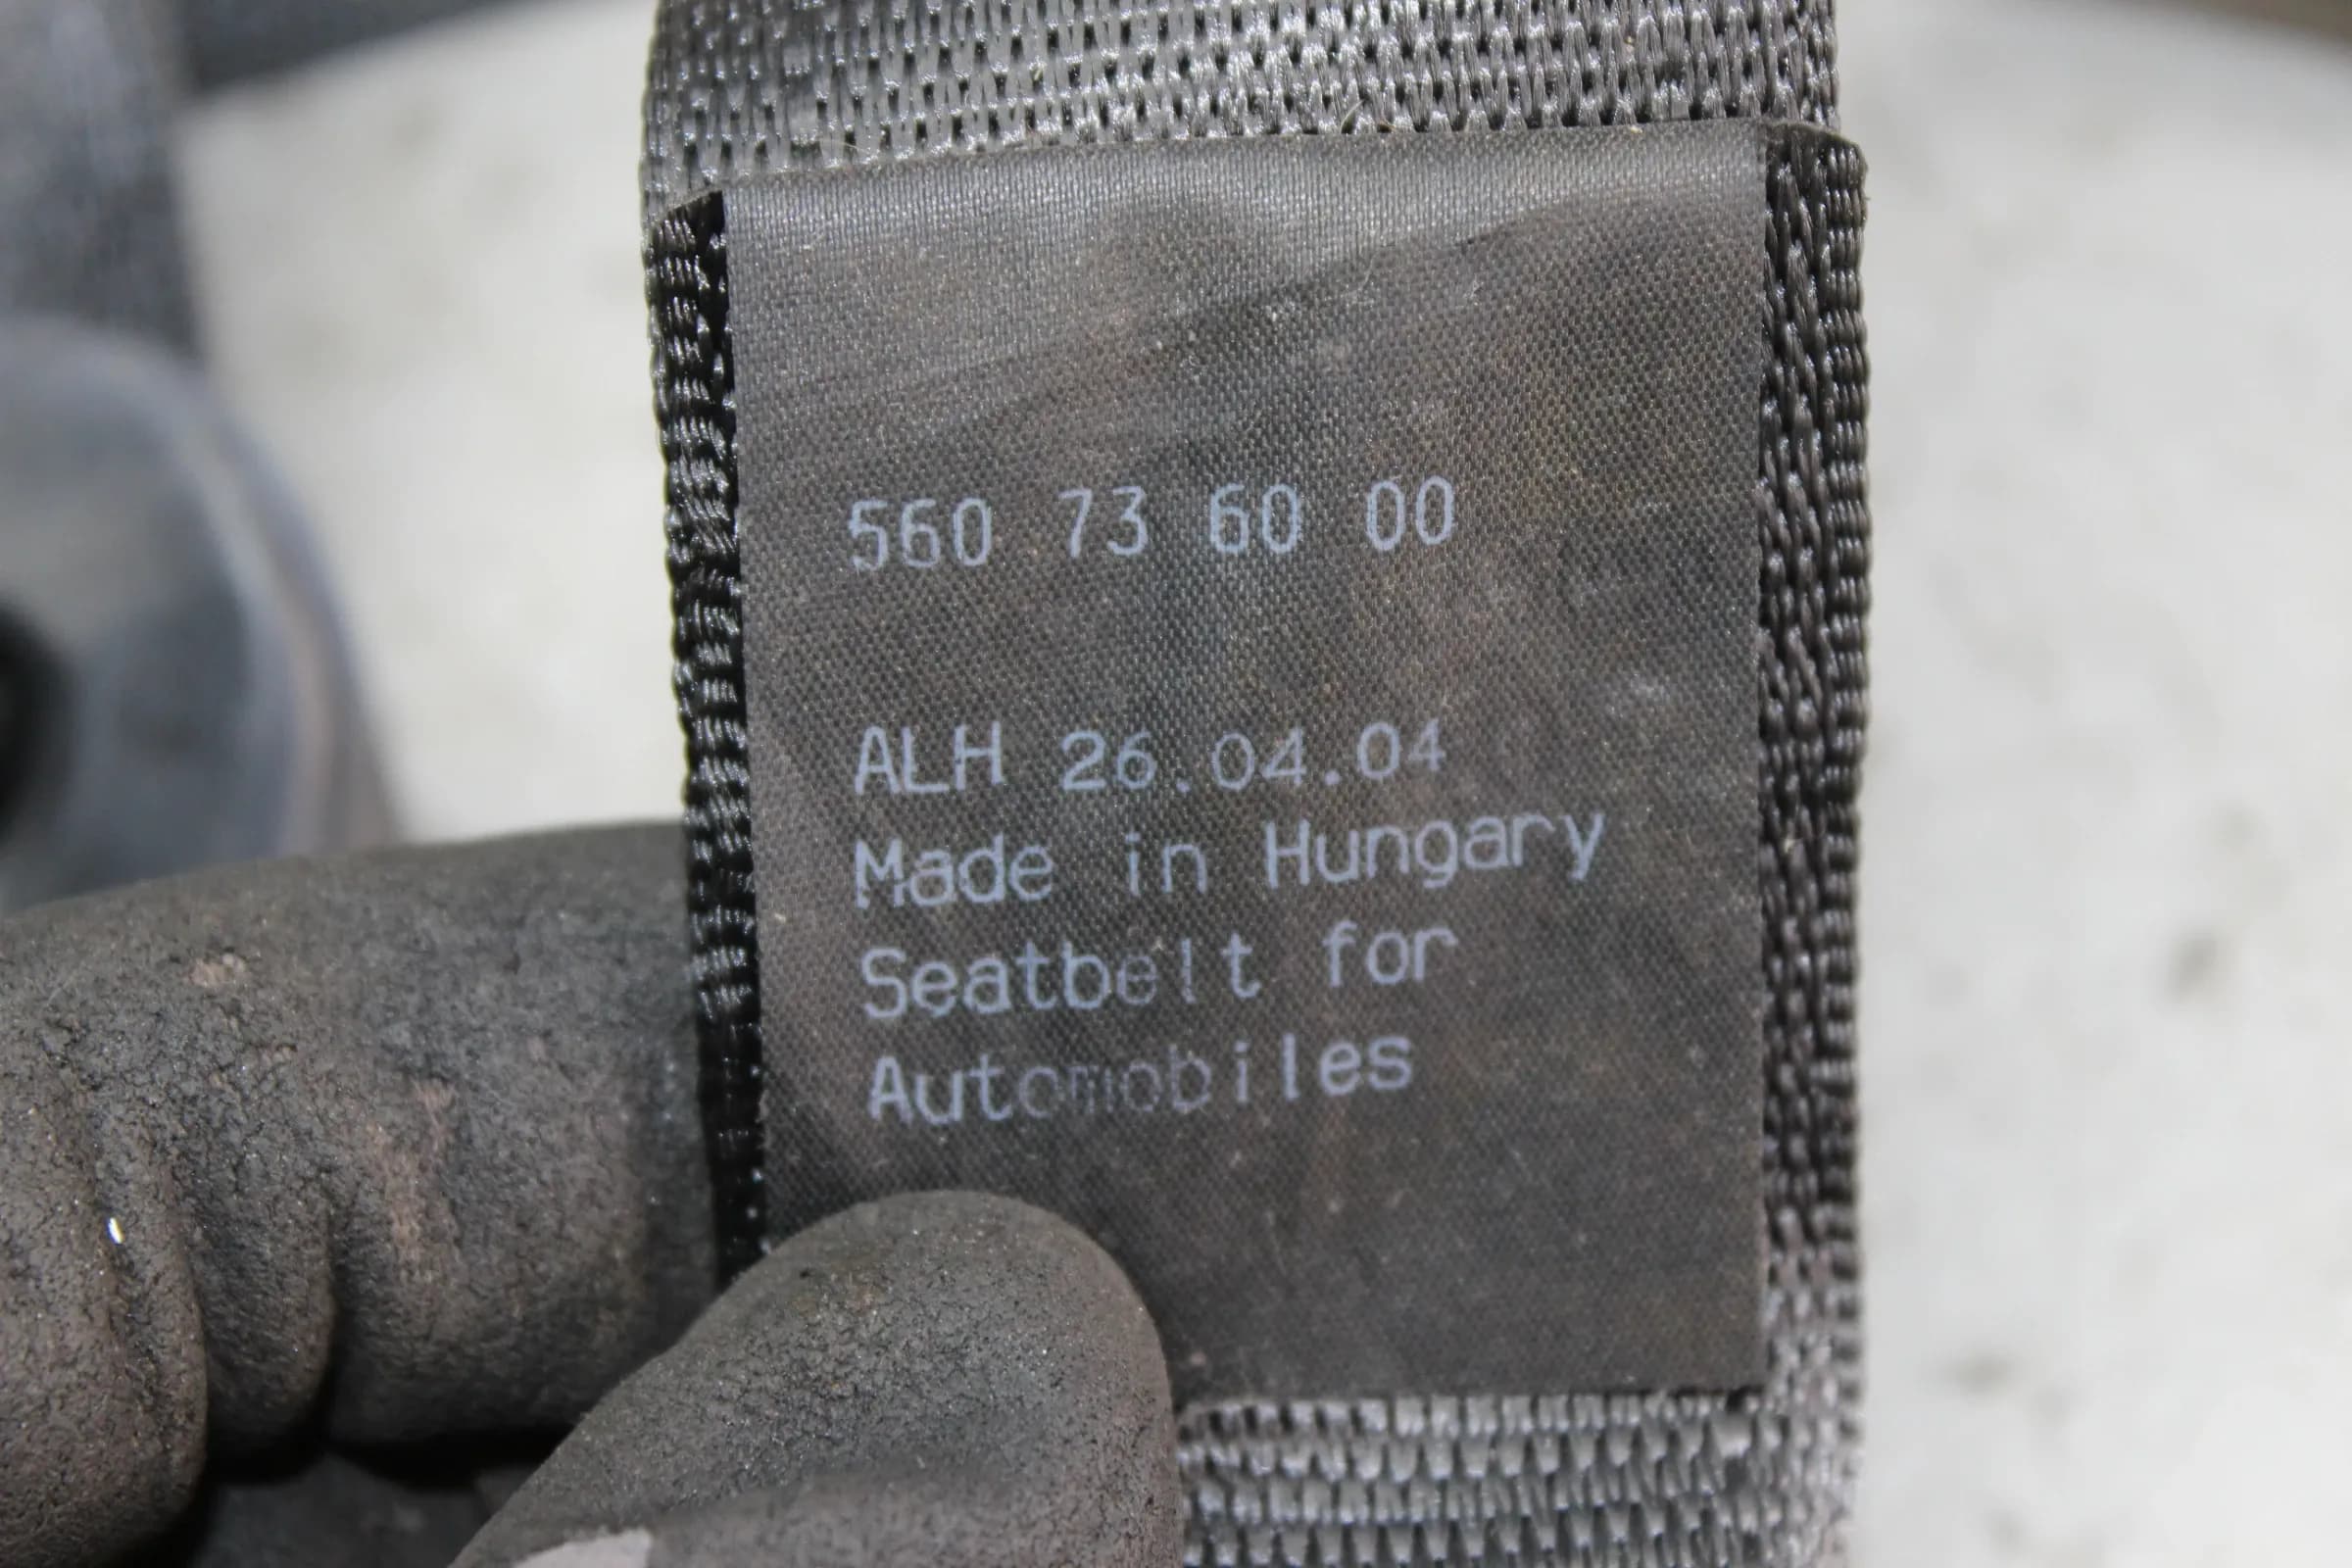 560 73 60 00
ALH 26.04.04
Made in Hungary
Seatbelt for
Automobiles